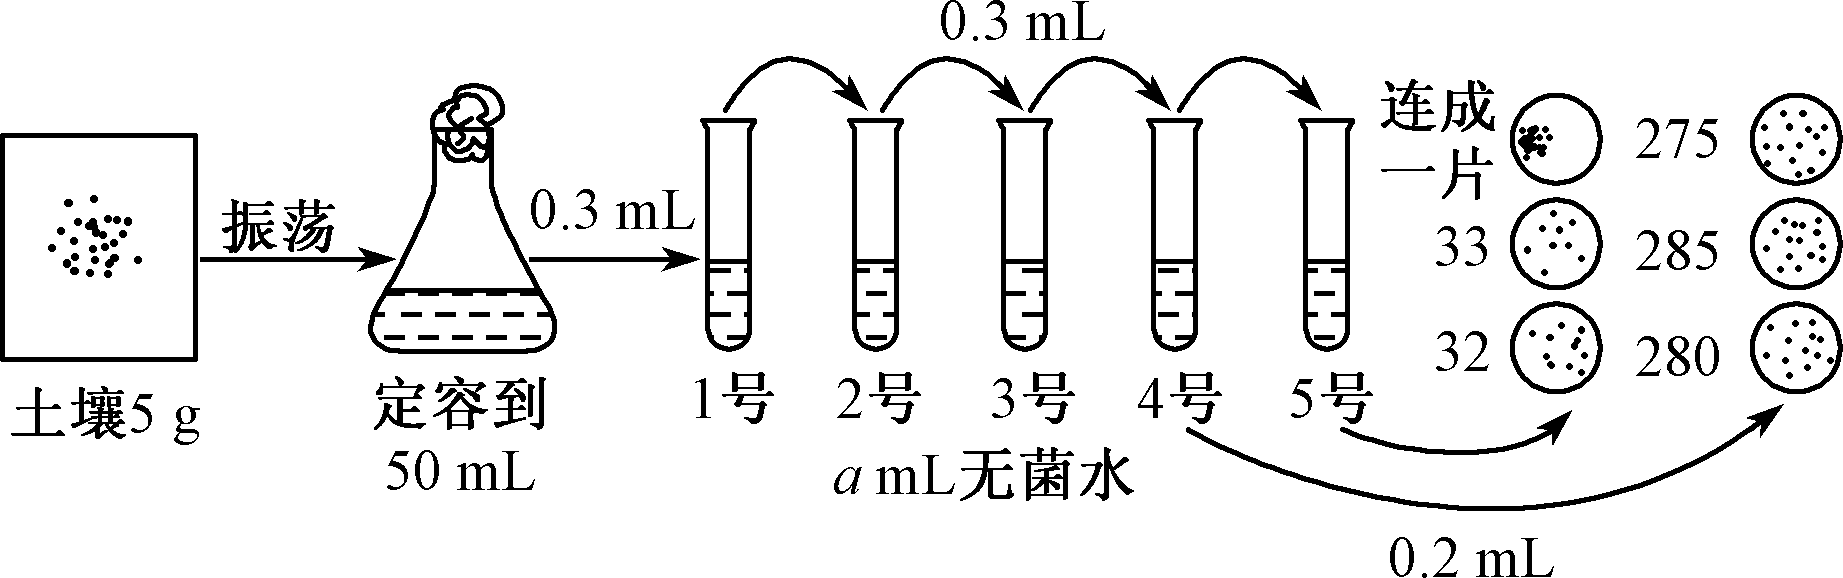 0.3 mL
振荡
0.3 mL
土壤5 g
定容到
50 mL
1号
2号
3号
4号
5号
a mL无菌水
连成
一片
275
33
285
32
280
0.2 mL